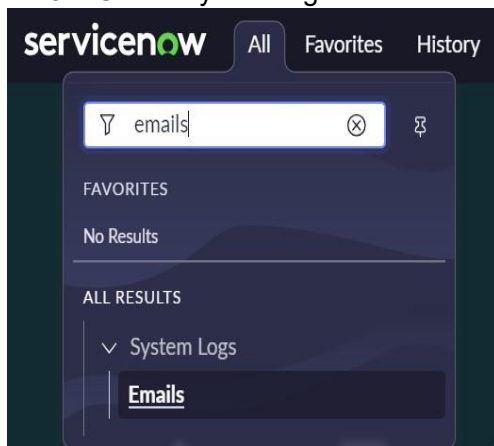 servicenow All Favorites History
emails
FAVORITES
No Results
ALL RESULTS
System Logs
Emails